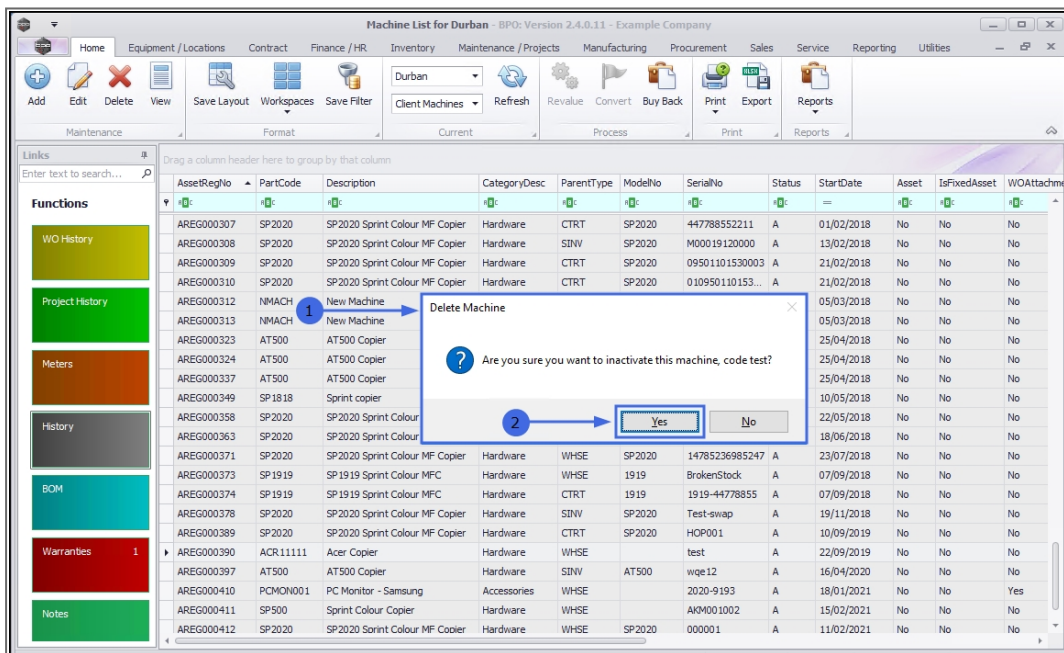 Machine List for Durban - BPO: Version 2.4.0.11 - Example Company
Home Equipment / Locations Contract Finance / HR Inventory Maintenance / Projects Manufacturing Procurement Sales Service Reporting Utilities
Add Edit Delete View Save Layout Workspaces Save Filter Durban Client Machines Refresh Revalue Convert Buy Back Print Export Reports
Maintenance Format Current Process Print Reports
Links
Enter text to search...
Functions
WO History
Project History
Meters
History
BOM
Warranties 1
Notes
Drag a column header here to group by that column
AssetRegNo PartCode Description CategoryDesc ParentType ModelNo SerialNo Status StartDate Asset IsFixedAsset WOAttachme
AREG000307 SP2020 SP2020 Sprint Colour MF Copier Hardware CTRT SP2020 447788552211 A 01/02/2018 No No No
AREG000308 SP2020 SP2020 Sprint Colour MF Copier Hardware SINV SP2020 M00019120000 A 13/02/2018 No No No
AREG000309 SP2020 SP2020 Sprint Colour MF Copier Hardware CTRT SP2020 09501101530003 A 21/02/2018 No No No
AREG000310 SP2020 SP2020 Sprint Colour MF Copier Hardware CTRT SP2020 010950110153... A 21/02/2018 No No No
AREG000312 NMACH New Machine 05/03/2018 No No No
AREG000313 NMACH New Machine 05/03/2018 No No No
AREG000323 AT500 AT500 Copier 25/04/2018 No No No
AREG000324 AT500 AT500 Copier 25/04/2018 No No No
AREG000337 AT500 AT500 Copier 25/04/2018 No No No
AREG000349 SP1818 Sprint copier 10/05/2018 No No No
AREG000358 SP2020 SP2020 Sprint Colour 22/05/2018 No No No
AREG000363 SP2020 SP2020 Sprint Colour 18/06/2018 No No No
AREG000371 SP2020 SP2020 Sprint Colour MF Copier Hardware WHSE SP2020 14785236985247 A 23/07/2018 No No No
AREG000373 SP1919 SP1919 Sprint Colour MFC Hardware WHSE 1919 BrokenStock A 07/09/2018 No No No
AREG000374 SP1919 SP1919 Sprint Colour MFC Hardware CTRT 1919 1919-44778855 A 07/09/2018 No No No
AREG000378 SP2020 SP2020 Sprint Colour MF Copier Hardware SINV SP2020 Test-swap A 19/11/2018 No No No
AREG000389 SP2020 SP2020 Sprint Colour MF Copier Hardware CTRT SP2020 HOP001 A 10/09/2019 No No No
AREG000390 ACR11111 Acer Copier Hardware WHSE test A 22/09/2019 No No No
AREG000397 AT500 AT500 Copier Hardware SINV AT500 wqe12 A 16/04/2020 No No No
AREG000410 PCMON001 PC Monitor - Samsung Accessories WHSE 2020-9193 A 18/01/2021 No No Yes
AREG000411 SP500 Sprint Colour Copier Hardware WHSE AKM001002 A 15/02/2021 No No No
AREG000412 SP2020 SP2020 Sprint Colour MF Copier Hardware WHSE SP2020 000001 A 11/02/2021 No No No
1
Delete Machine
Are you sure you want to inactivate this machine, code test?
2
Yes No